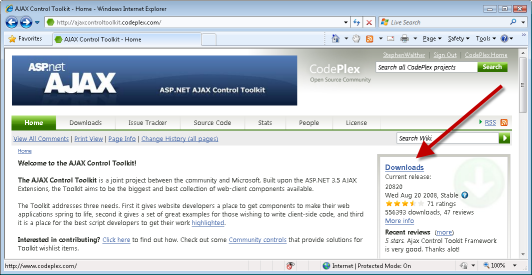 AJAX Control Toolkit - Home - Windows Internet Explorer
http://ajaxcontroltoolkit.codeplex.com/
Live Search
Favorites
AJAX Control Toolkit - Home
Page
Safety
Tools
StephenWalther
Sign Out
CodePlex Home
ASP.net
AJAX
ASP.NET AJAX Control Toolkit
CodePlex
Open Source Community
Search all CodePlex projects
Search
Home
Downloads
Issue Tracker
Source Code
Stats
People
License
RSS
View All Comments | Print View | Page Info | Change History (all pages)
Search Wiki
Home
Welcome to the AJAX Control Toolkit!
The AJAX Control Toolkit is a joint project between the community and Microsoft. Built upon the ASP.NET 3.5 AJAX
Extensions, the Toolkit aims to be the biggest and best collection of web-client components available.
The Toolkit addresses three needs. First it gives website developers a place to get components to make their web
applications spring to life, second it gives a set of great examples for those wishing to write client-side code, and third
it is a place for the best script developers to get their work highlighted.
Interested in contributing? Click here to find out how. Check out some Community controls that provide solutions for
Toolkit wishlist items.
Downloads
Current release:
20820
Wed Aug 20 2008, Stable
71 ratings
556393 downloads, 47 reviews
More info
Recent reviews (more)
5 stars. Ajax Control Toolkit Framework
is very good. Thanks alot!
http://www.codeplex.com/
Internet | Protected Mode: On
100%